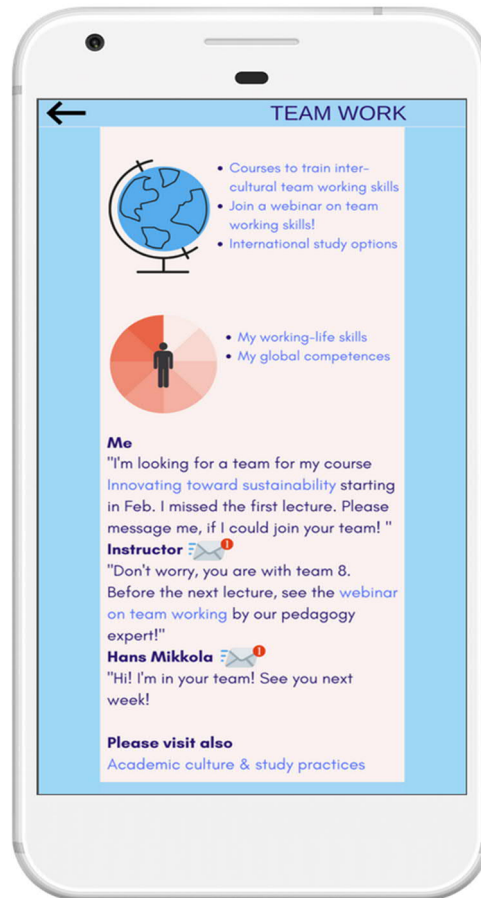 TEAM WORK
• Courses to train inter-
cultural team working skills
• Join a webinar on team
working skills!
• International study options
• My working-life skills
• My global competences
Me
"I'm looking for a team for my course
Innovating toward sustainability starting
in Feb. I missed the first lecture. Please
message me, if I could join your team! "
Instructor 1
"Don't worry, you are with team 8.
Before the next lecture, see the webinar
on team working by our pedagogy
expert!"
Hans Mikkola 1
"Hi! I'm in your team! See you next
week!
Please visit also
Academic culture & study practices